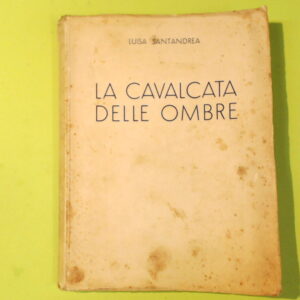 LUISA SANTANDREA
LA CAVALCATA
DELLE OMBRE